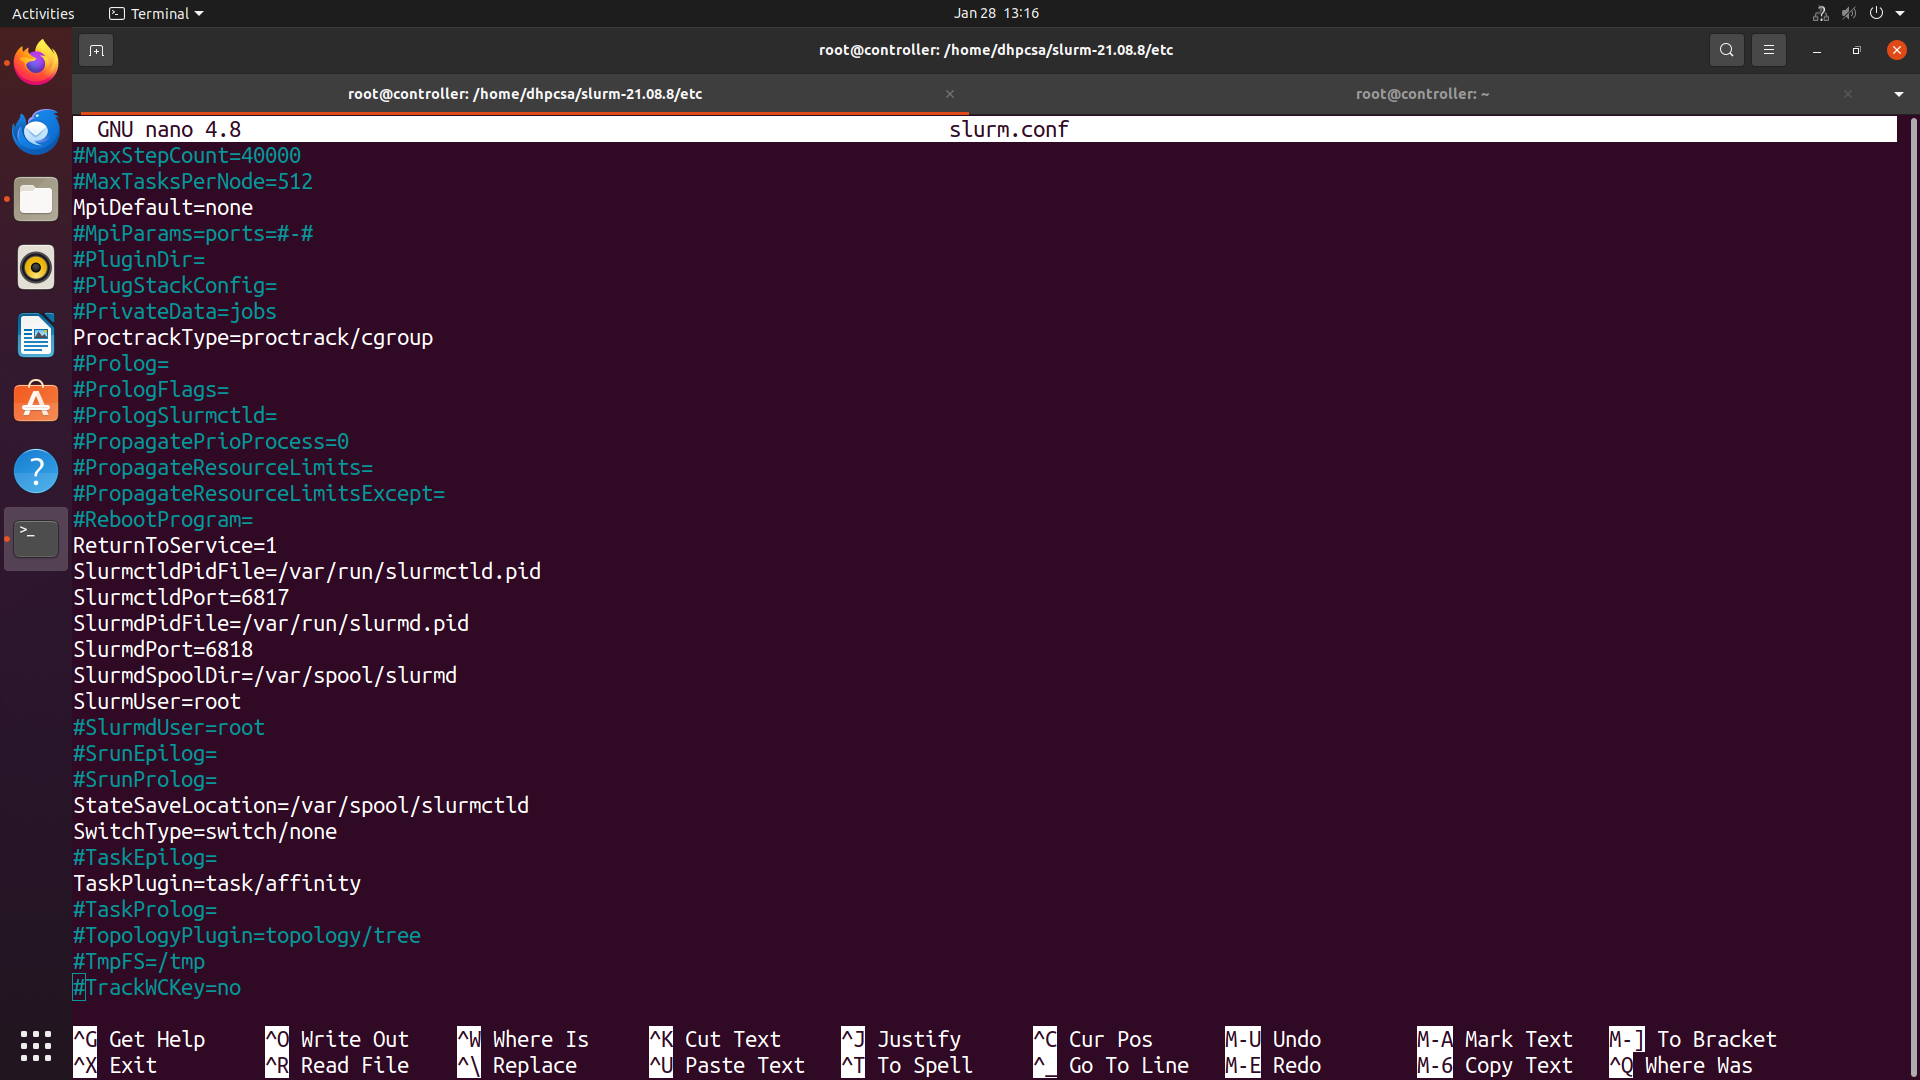 Activities Terminal Jan 28 13:16
root@controller: /home/dhpcsa/slurm-21.08.8/etc
root@controller: /home/dhpcsa/slurm-21.08.8/etc root@controller: ~
GNU nano 4.8 slurm.conf
#MaxStepCount=40000
#MaxTasksPerNode=512
MpiDefault=none
#MpiParams=ports=#-#
#PluginDir=
#PlugStackConfig=
#PrivateData=jobs
ProctrackType=proctrack/cgroup
#Prolog=
#PrologFlags=
#PrologSlurmctld=
#PropagatePrioProcess=0
#PropagateResourceLimits=
#PropagateResourceLimitsExcept=
#RebootProgram=
ReturnToService=1
SlurmctldPidFile=/var/run/slurmctld.pid
SlurmctldPort=6817
SlurmdPidFile=/var/run/slurmd.pid
SlurmdPort=6818
SlurmdSpoolDir=/var/spool/slurmd
SlurmUser=root
#SlurmdUser=root
#SrunEpilog=
#SrunProlog=
StateSaveLocation=/var/spool/slurmctld
SwitchType=switch/none
#TaskEpilog=
TaskPlugin=task/affinity
#TaskProlog=
#TopologyPlugin=topology/tree
#TmpFS=/tmp
#TrackWCKey=no
^G Get Help ^O Write Out ^W Where Is ^K Cut Text ^J Justify ^C Cur Pos M-U Undo M-A Mark Text M-] To Bracket
^X Exit ^R Read File ^\ Replace ^U Paste Text ^T To Spell ^_ Go To Line M-E Redo M-6 Copy Text ^Q Where Was